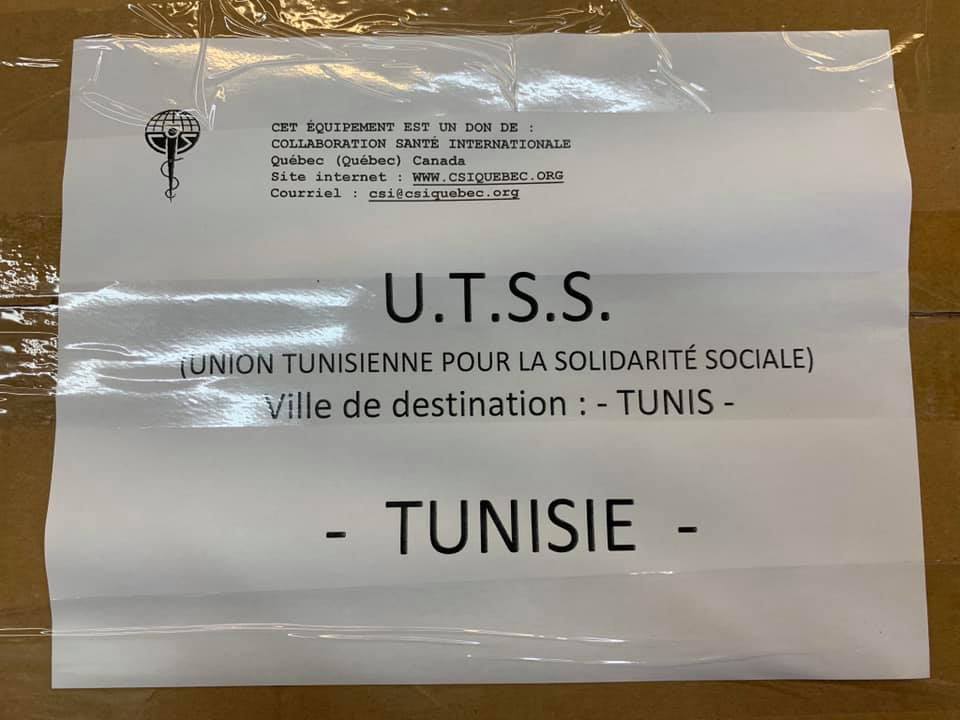 CSI
CET ÉQUIPEMENT EST UN DON DE :
COLLABORATION SANTÉ INTERNATIONALE
Québec (Québec) Canada
Site internet : WWW.CSIQUEBEC.ORG
Courriel : csi@csiquebec.org
U.T.S.S.
(UNION TUNISIENNE POUR LA SOLIDARITÉ SOCIALE)
Ville de destination : - TUNIS -
- TUNISIE -